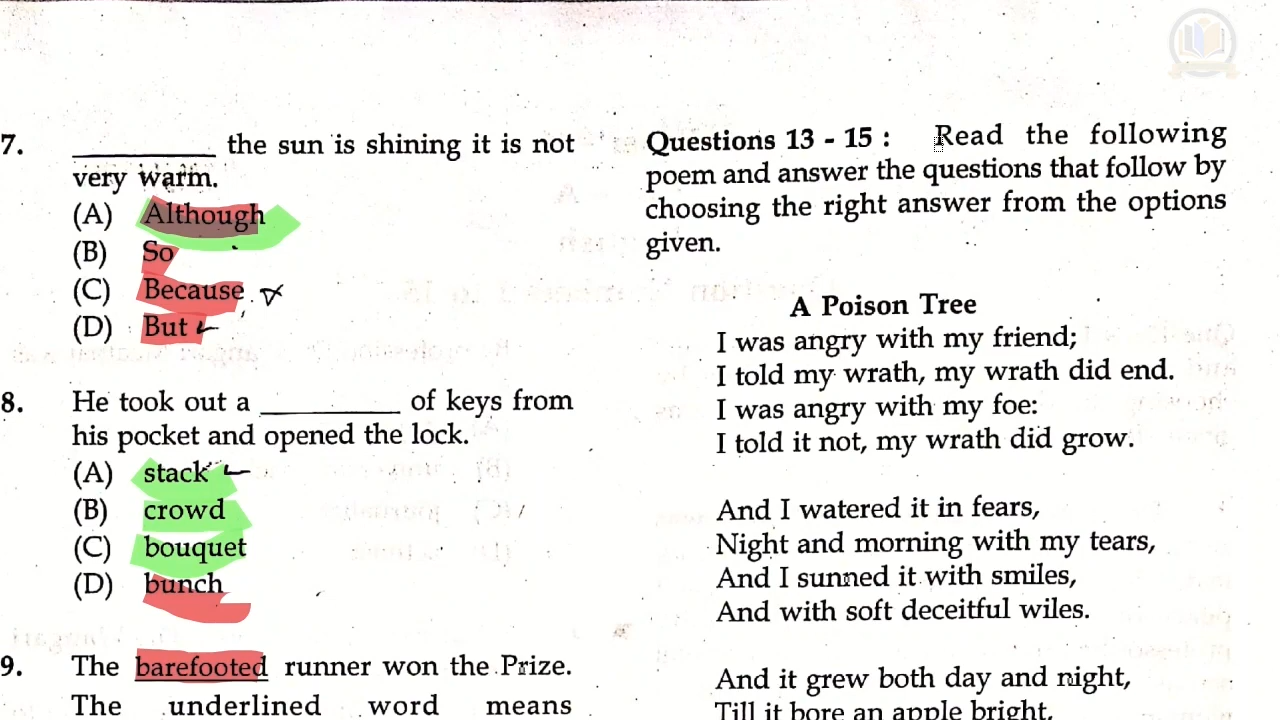 7. __________ the sun is shining it is not
very warm.
(A) Although
(B) So
(C) Because
(D) But
8. He took out a __________ of keys from
his pocket and opened the lock.
(A) stack
(B) crowd
(C) bouquet
(D) bunch
9. The barefooted runner won the Prize.
The underlined word means
Questions 13 - 15 : Read the following
poem and answer the questions that follow by
choosing the right answer from the options
given.
A Poison Tree
I was angry with my friend;
I told my wrath, my wrath did end.
I was angry with my foe:
I told it not, my wrath did grow.
And I watered it in fears,
Night and morning with my tears,
And I sunned it with smiles,
And with soft deceitful wiles.
And it grew both day and night,
Till it bore an apple bright,